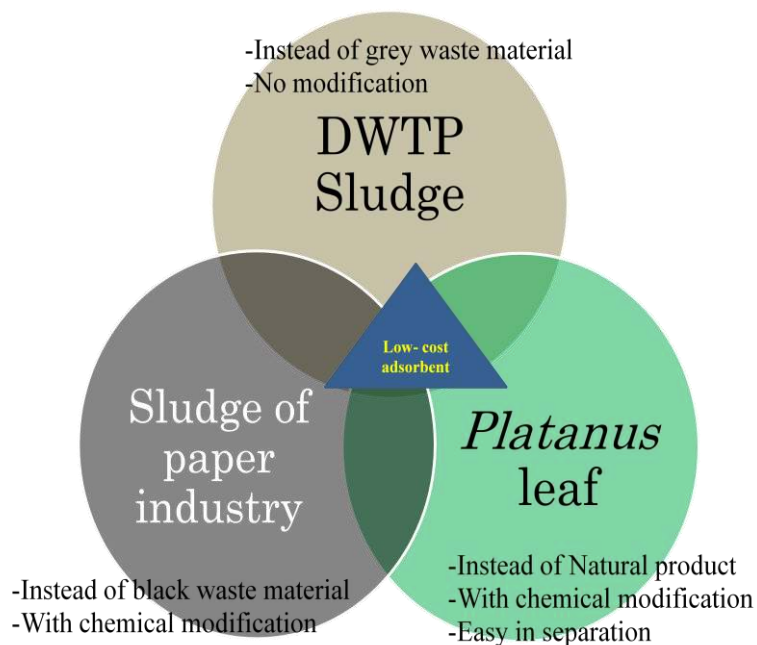 -Instead of grey waste material
-No modification
DWTP
Sludge
Low- cost
adsorbent
Sludge of
paper
industry
-Instead of black waste material
-With chemical modification
Platanus
leaf
-Instead of Natural product
-With chemical modification
-Easy in separation